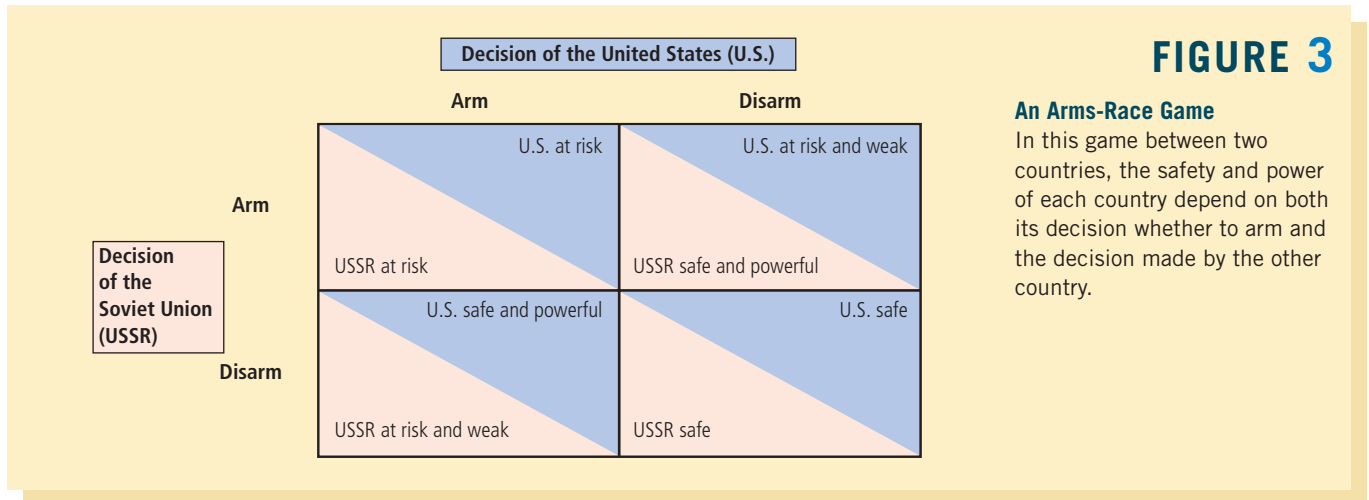 Decision of the United States (U.S.)
Arm
Disarm
Decision
of the
Soviet Union
(USSR)
Arm
U.S. at risk
USSR at risk
U.S. at risk and weak
USSR safe and powerful
Disarm
U.S. safe and powerful
USSR at risk and weak
U.S. safe
USSR safe
FIGURE 3
An Arms-Race Game
In this game between two
countries, the safety and power
of each country depend on both
its decision whether to arm and
the decision made by the other
country.